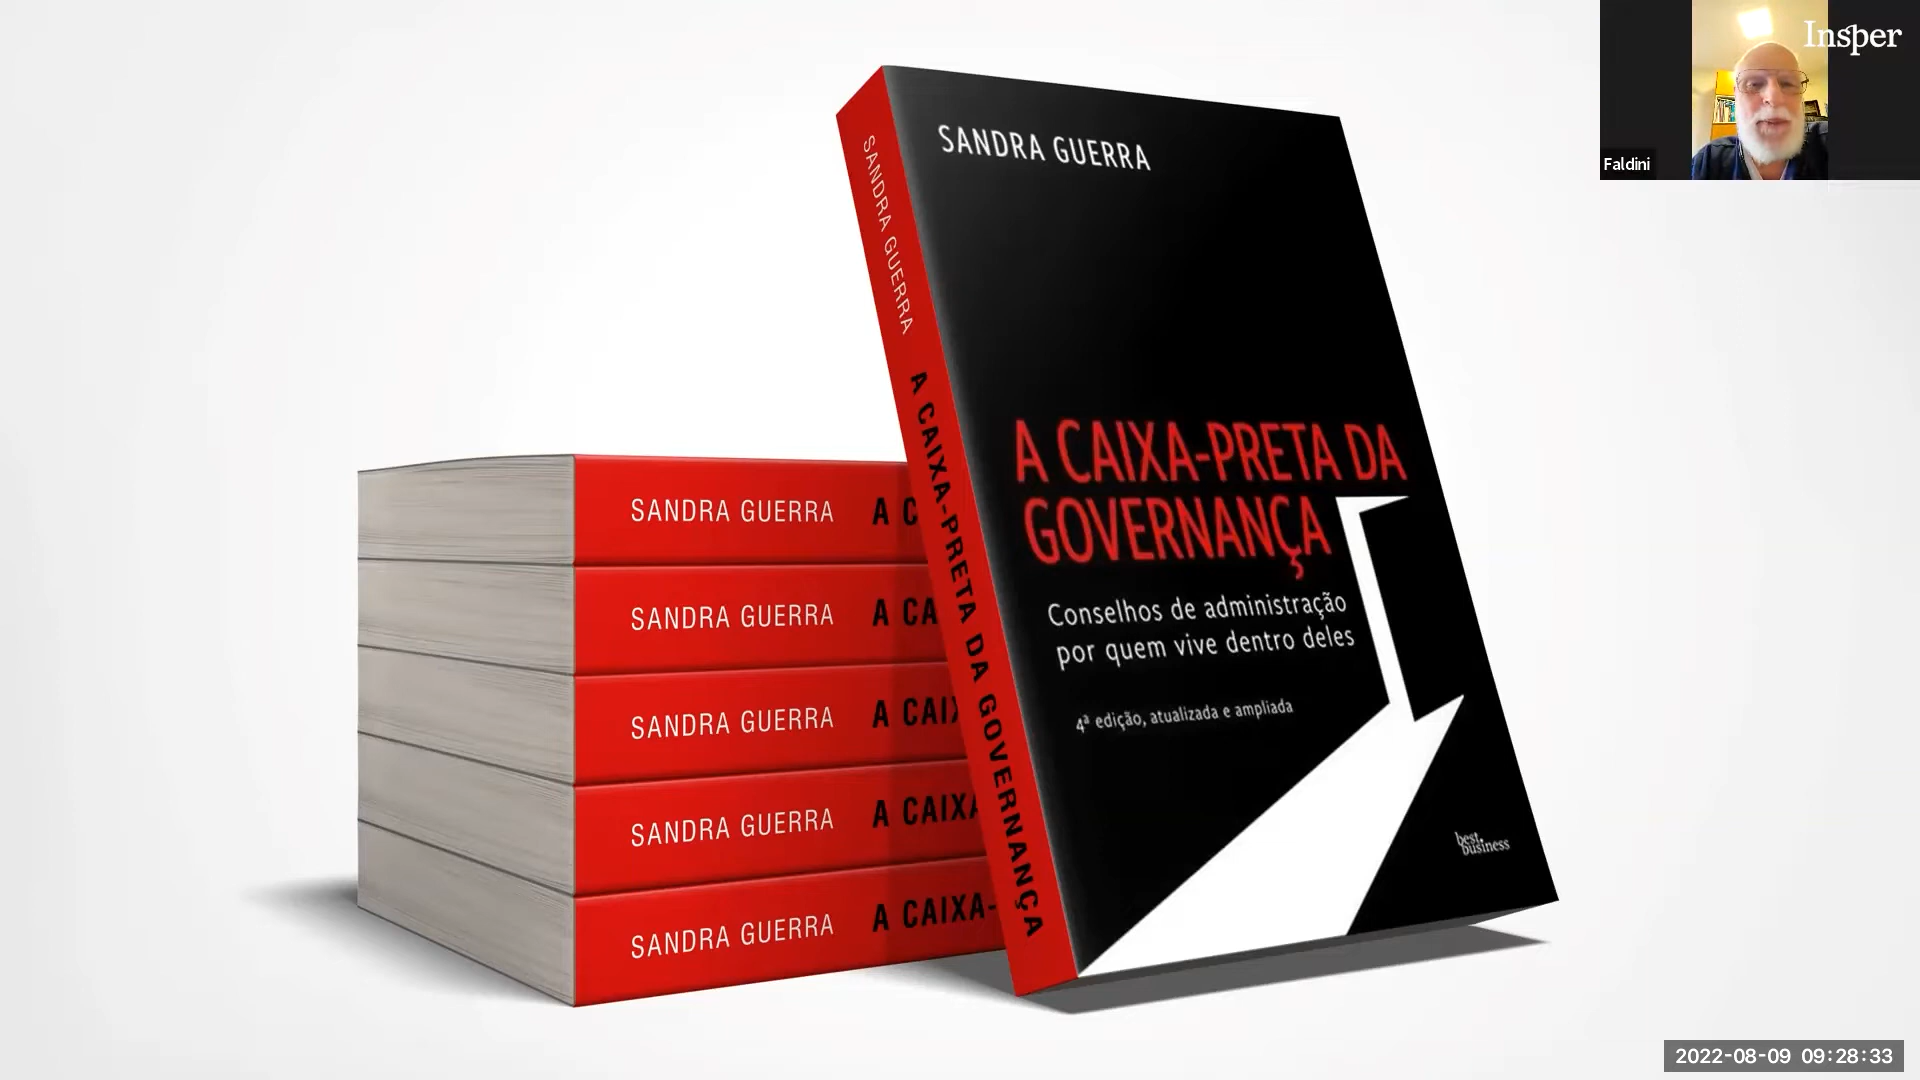 Insper
Faldini
SANDRA GUERRA
A CAIXA-PRETA DA
GOVERNANÇA
Conselhos de administração
por quem vive dentro deles
4ª edição, atualizada e ampliada
best.
business
SANDRA GUERRA A CAIXA-PRETA DA GOVERNANÇA
SANDRA GUERRA A C
SANDRA GUERRA A CA
SANDRA GUERRA A CAIX
SANDRA GUERRA A CAIXA
SANDRA GUERRA A CAIXA-
2022-08-09 09:28:33